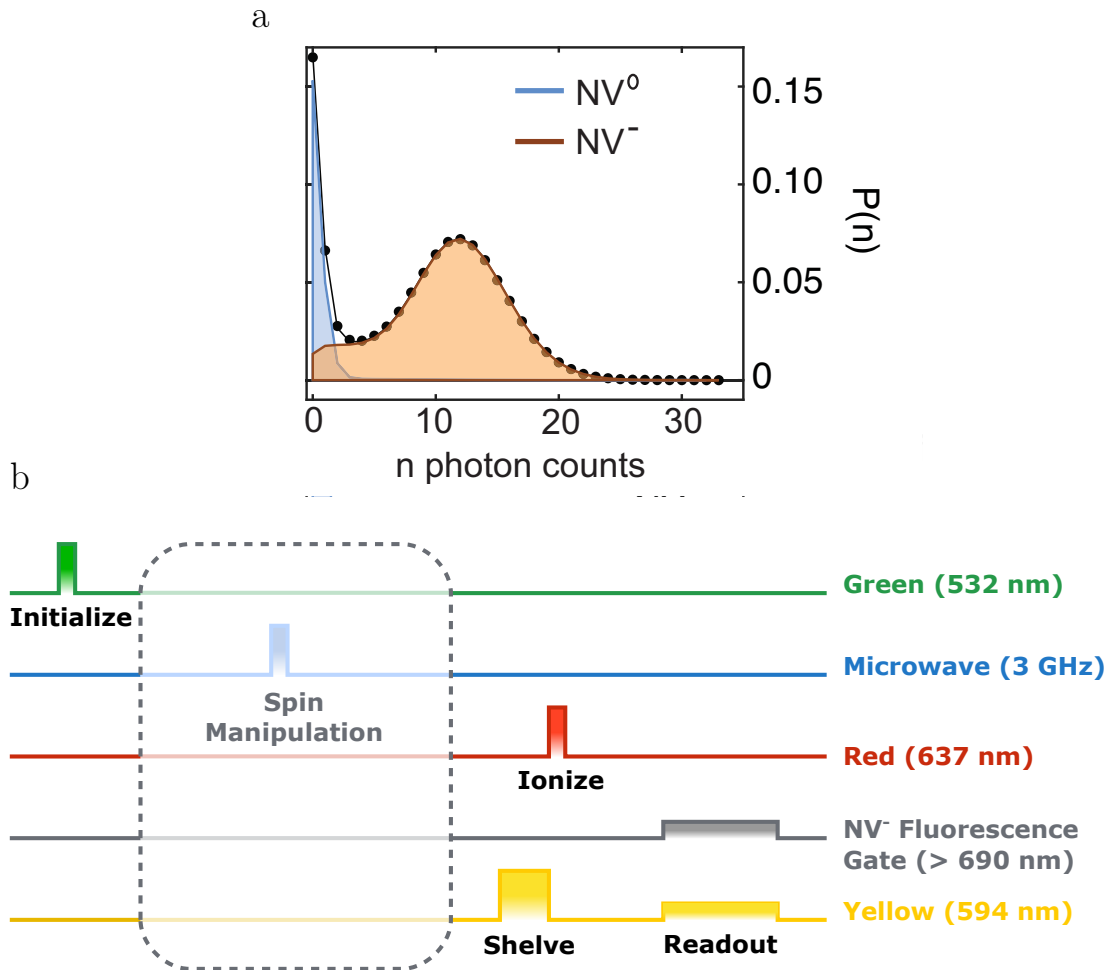 a
NV⁰
NV⁻
0.15
0.10
0.05
0
P(n)
0 10 20 30
n photon counts
b
Green (532 nm)
Initialize
Microwave (3 GHz)
Spin
Manipulation
Red (637 nm)
Ionize
NV⁻ Fluorescence
Gate (> 690 nm)
Yellow (594 nm)
Shelve Readout